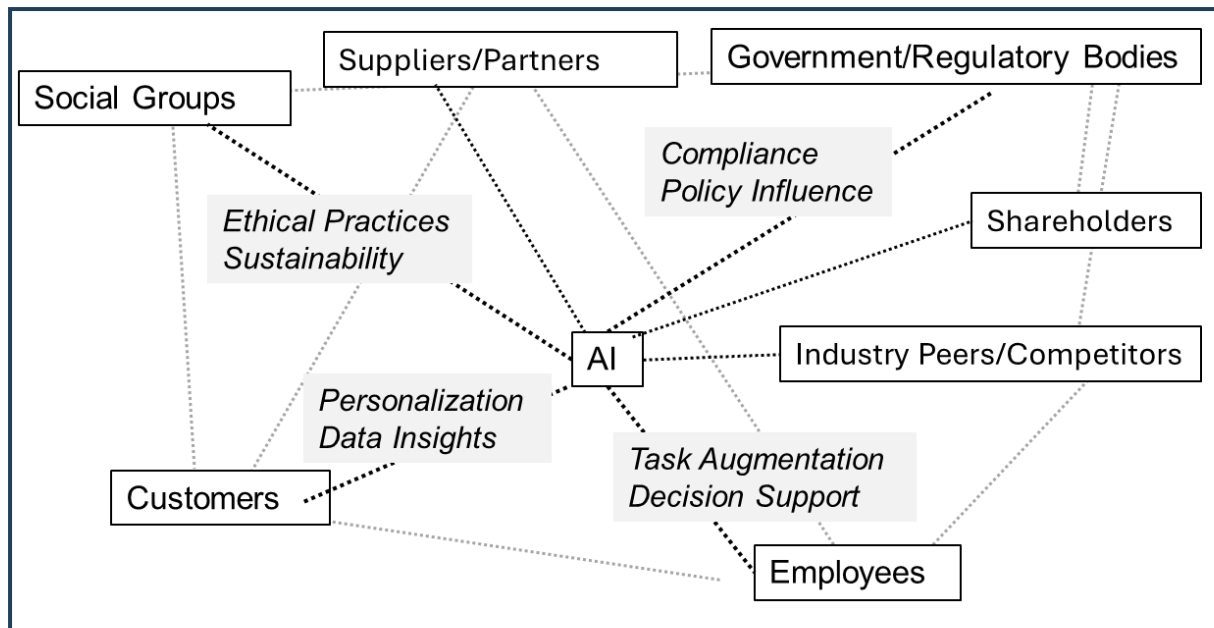 Suppliers/Partners
Government/Regulatory Bodies
Social Groups
Compliance
Policy Influence
Ethical Practices
Sustainability
Shareholders
AI
Industry Peers/Competitors
Personalization
Data Insights
Task Augmentation
Decision Support
Customers
Employees